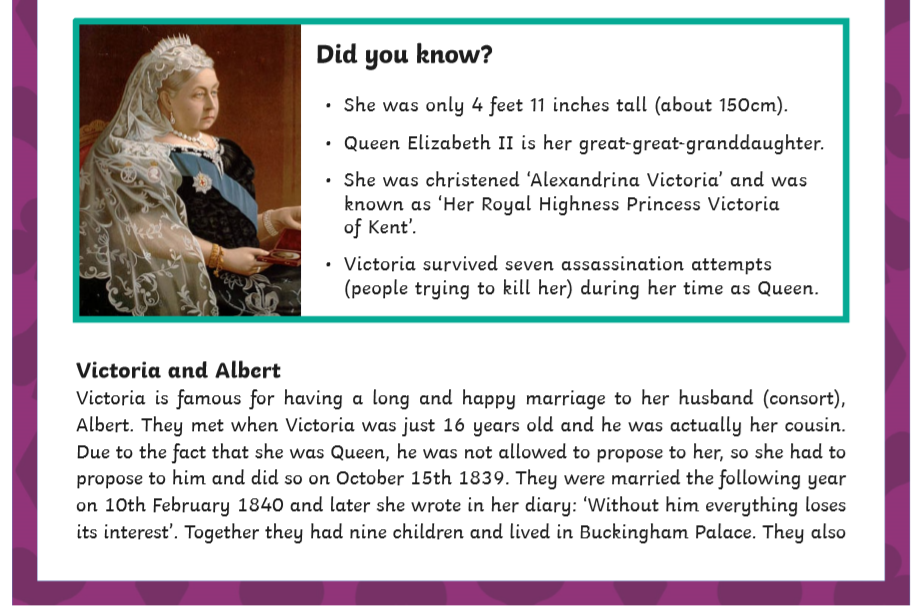 Did you know?
• She was only 4 feet 11 inches tall (about 150cm).
• Queen Elizabeth II is her great-great-granddaughter.
• She was christened ‘Alexandrina Victoria’ and was
known as ‘Her Royal Highness Princess Victoria
of Kent’.
• Victoria survived seven assassination attempts
(people trying to kill her) during her time as Queen.
Victoria and Albert
Victoria is famous for having a long and happy marriage to her husband (consort),
Albert. They met when Victoria was just 16 years old and he was actually her cousin.
Due to the fact that she was Queen, he was not allowed to propose to her, so she had to
propose to him and did so on October 15th 1839. They were married the following year
on 10th February 1840 and later she wrote in her diary: ‘Without him everything loses
its interest’. Together they had nine children and lived in Buckingham Palace. They also